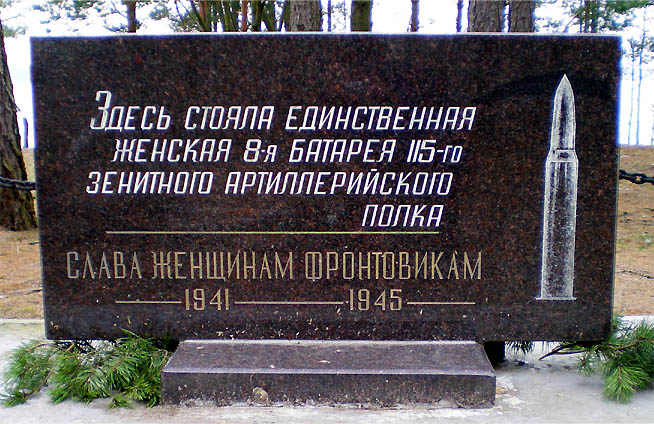 Здесь стояла единственная
женская 8-я батарея 115-го
зенитного артиллерийского
полка
Слава женщинам фронтовикам
1941 — 1945